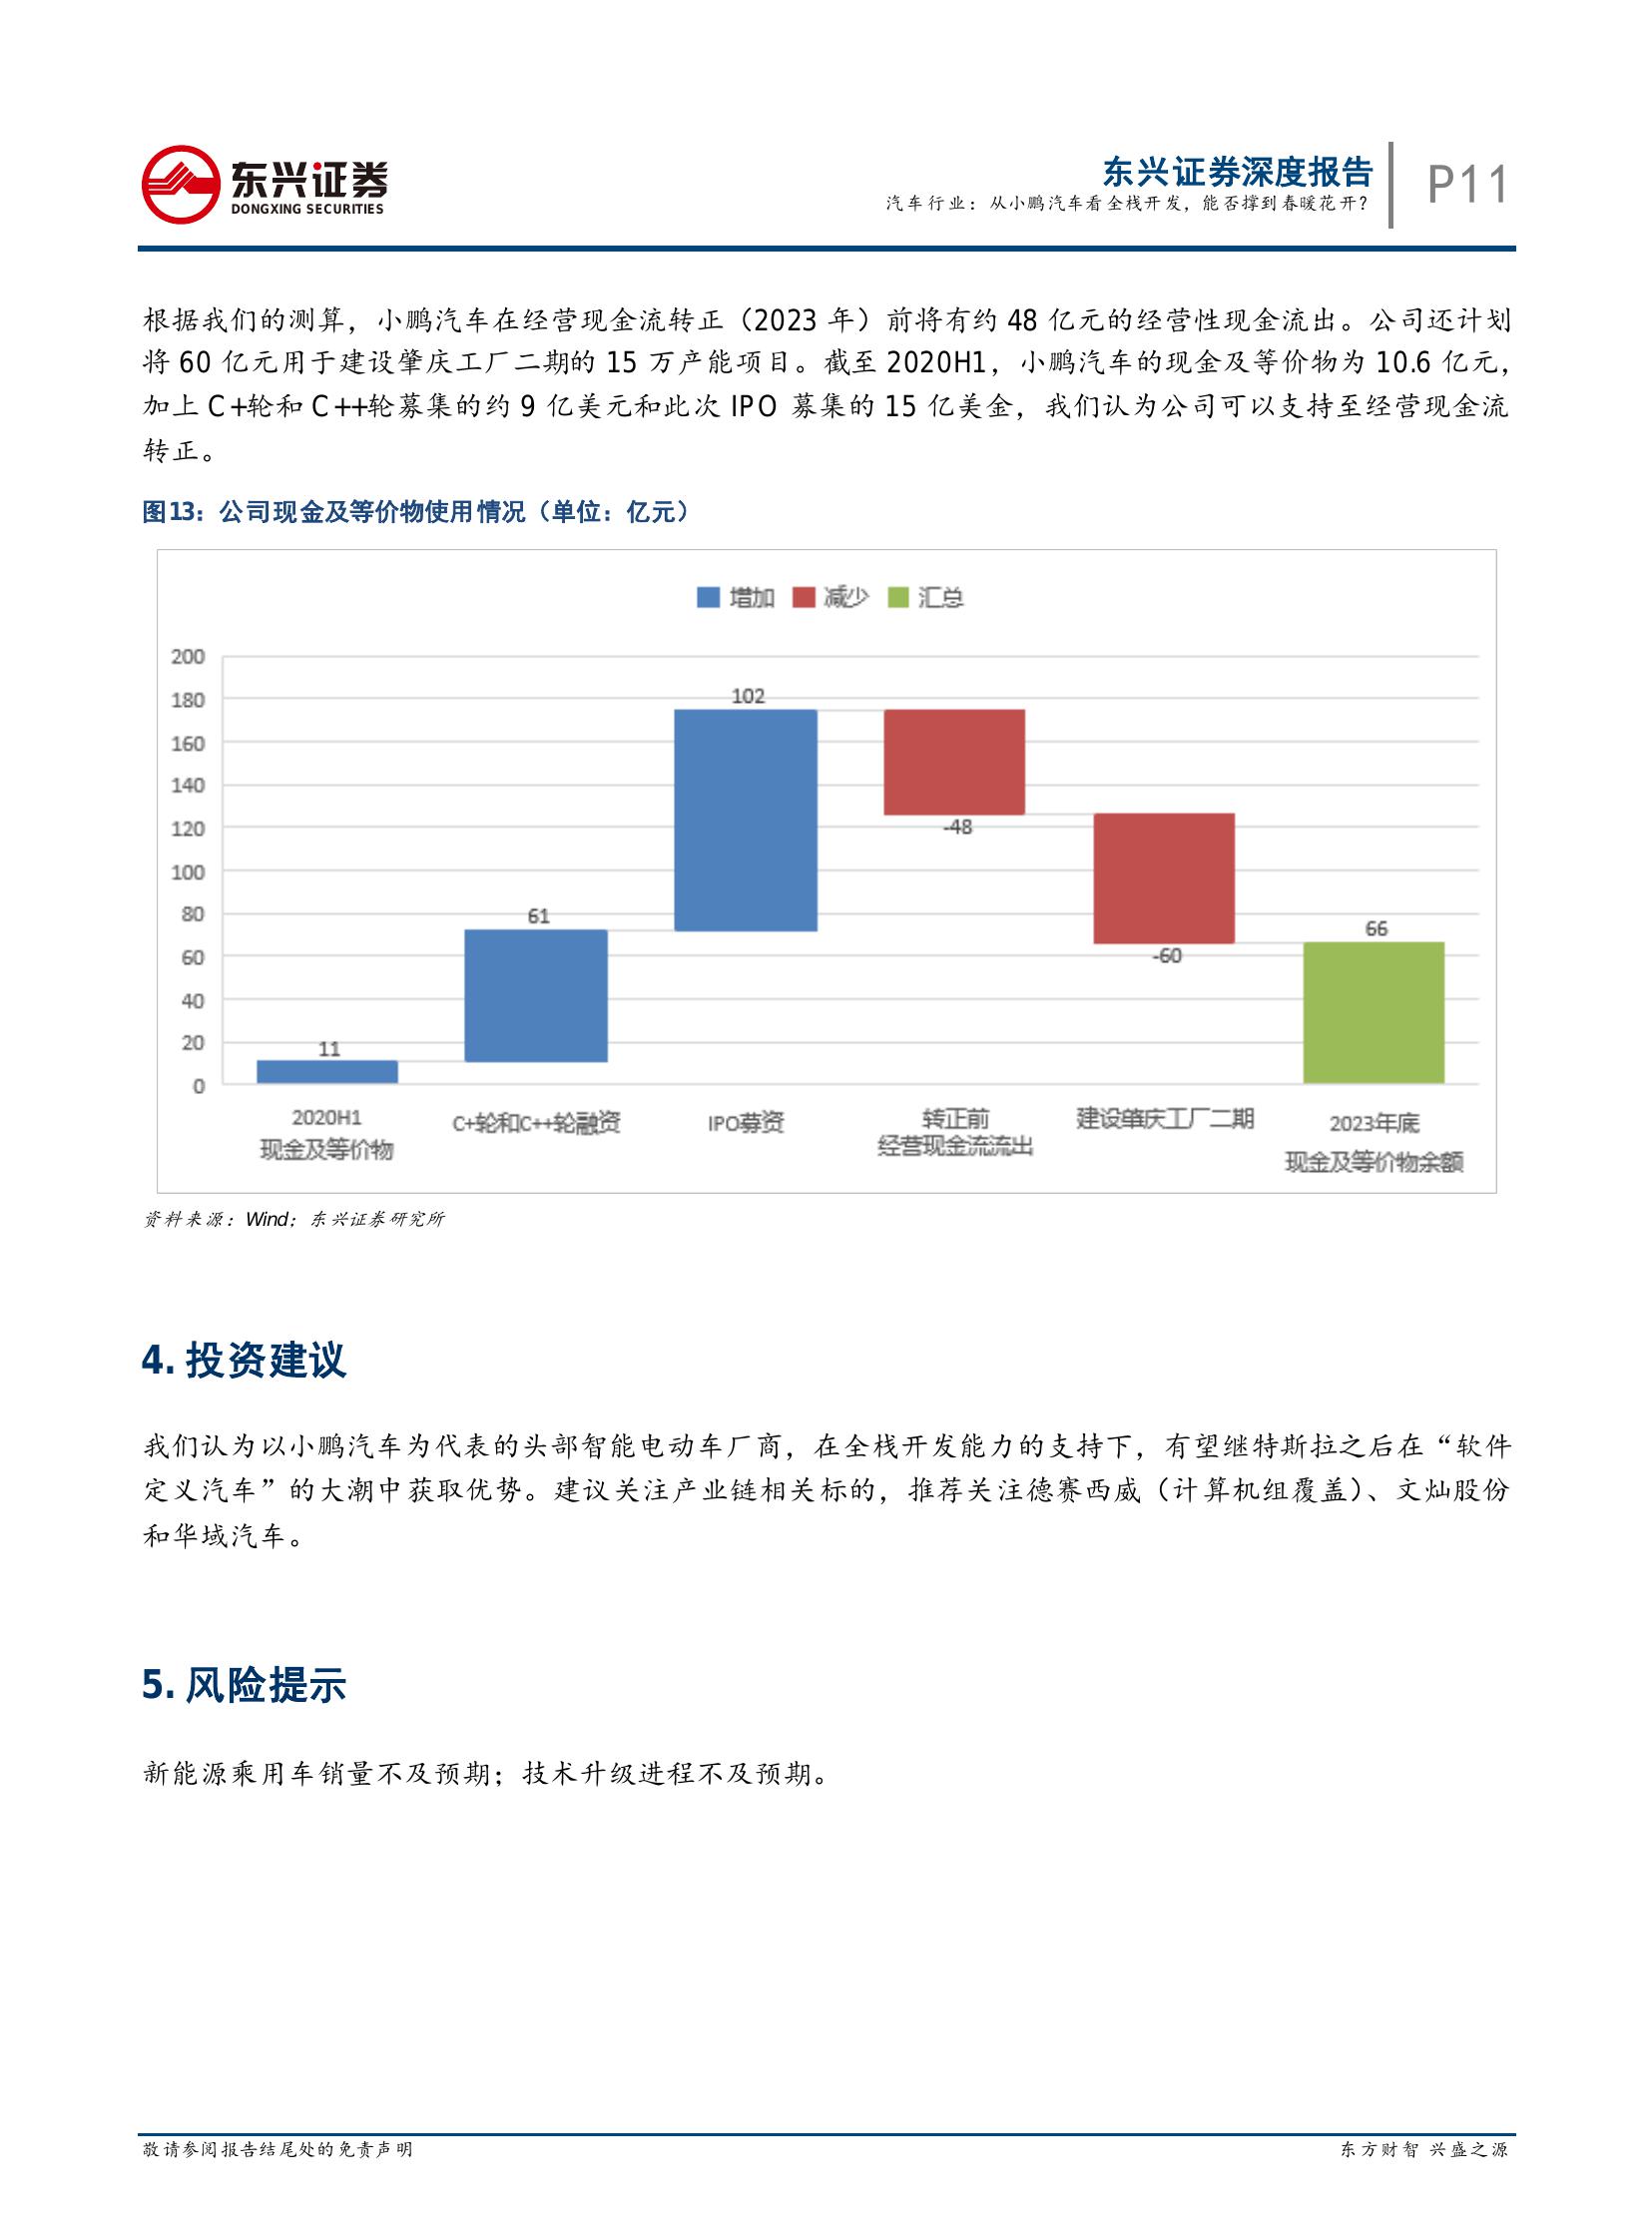 东兴证券
DONGXING SECURITIES
东兴证券深度报告
汽车行业：从小鹏汽车看全栈开发，能否撑到春暖花开？
P11
根据我们的测算，小鹏汽车在经营现金流转正（2023 年）前将有约 48 亿元的经营性现金流出。公司还计划
将 60 亿元用于建设肇庆工厂二期的 15 万产能项目。截至 2020H1，小鹏汽车的现金及等价物为 10.6 亿元，
加上 C+轮和 C++轮募集的约 9 亿美元和此次 IPO 募集的 15 亿美金，我们认为公司可以支持至经营现金流
转正。
图13：公司现金及等价物使用情况（单位：亿元）
增加 减少 汇总
200
180
160
140
120
100
80
60
40
20
0
11
61
102
-48
-60
66
2020H1
现金及等价物
C+轮和C++轮融资
IPO募资
转正前
经营现金流流出
建设肇庆工厂二期
2023年底
现金及等价物余额
资料来源：Wind；东兴证券研究所
4. 投资建议
我们认为以小鹏汽车为代表的头部智能电动车厂商，在全栈开发能力的支持下，有望继特斯拉之后在“软件
定义汽车”的大潮中获取优势。建议关注产业链相关标的，推荐关注德赛西威（计算机组覆盖）、文灿股份
和华域汽车。
5. 风险提示
新能源乘用车销量不及预期；技术升级进程不及预期。
敬请参阅报告结尾处的免责声明
东方财智 兴盛之源